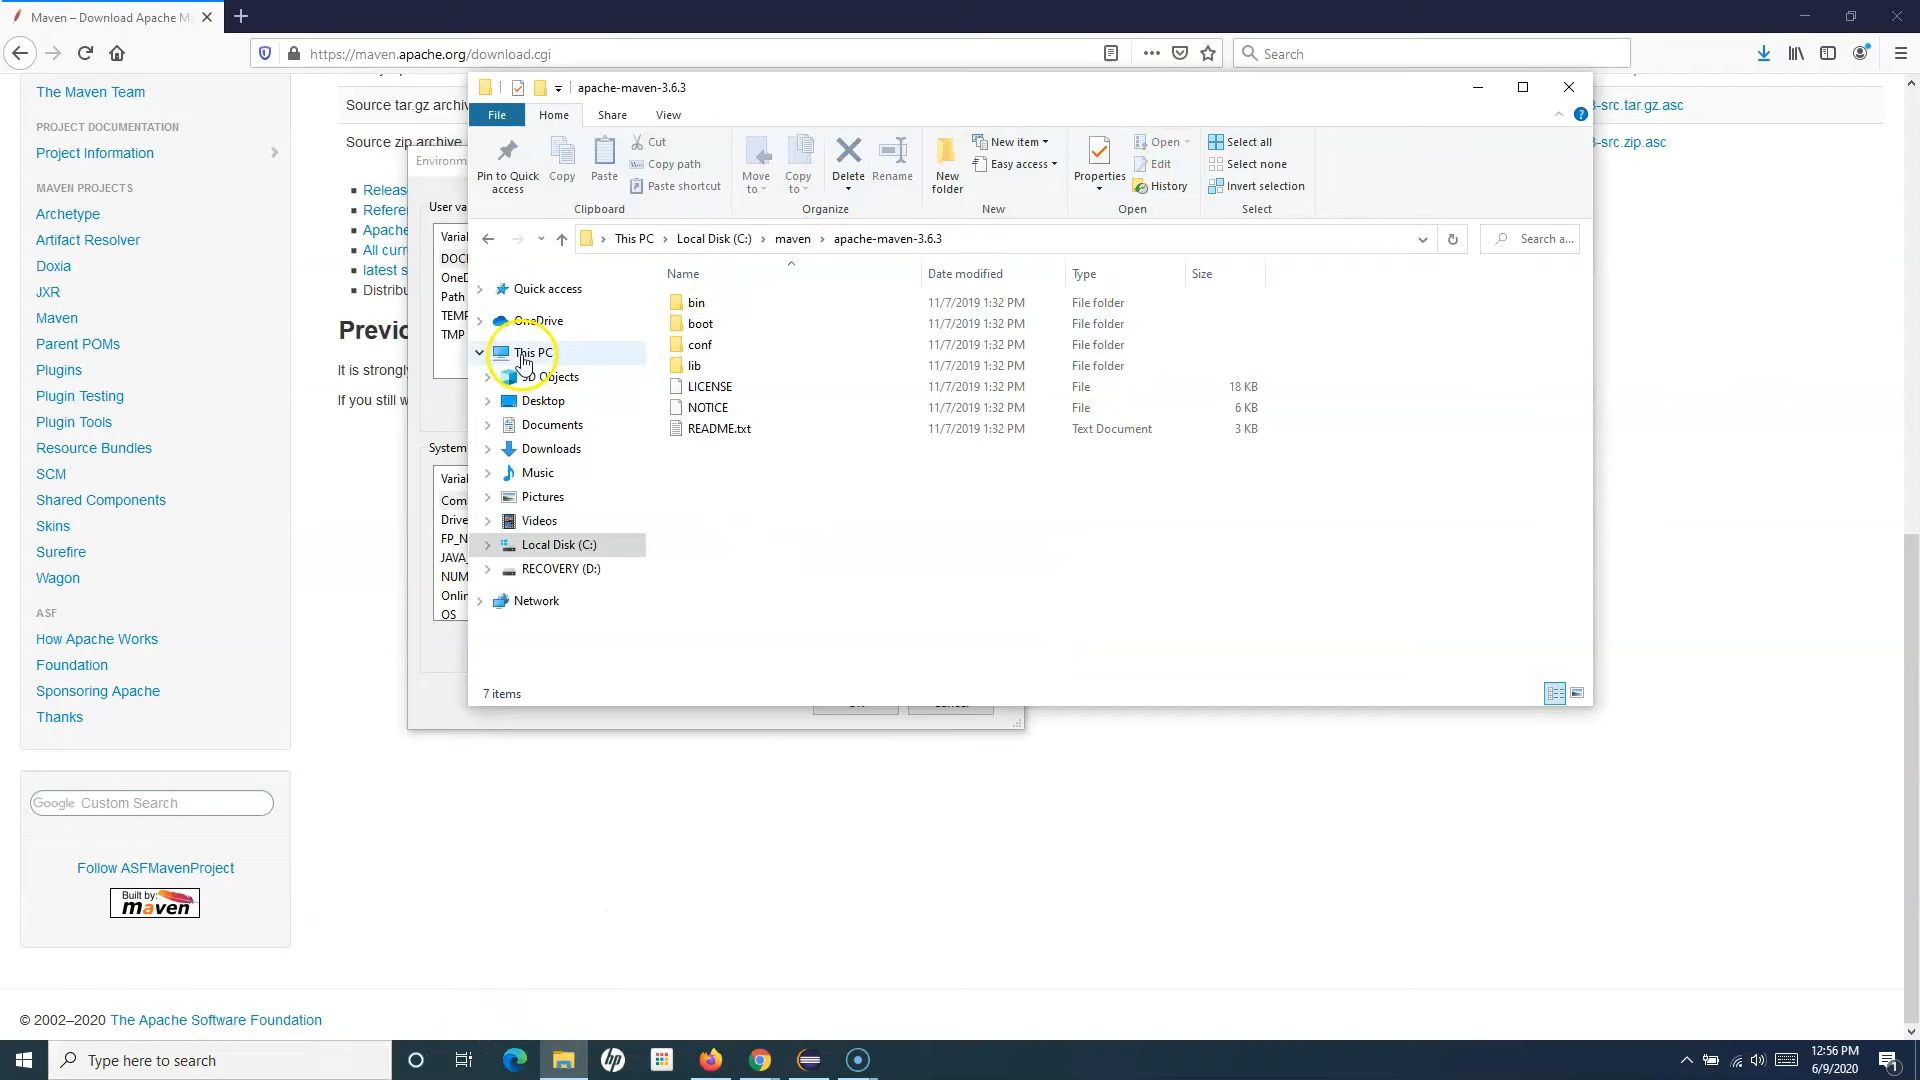 Maven – Download Apache Ma
https://maven.apache.org/download.cgi
Search
The Maven Team
PROJECT DOCUMENTATION
Project Information
MAVEN PROJECTS
Archetype
Artifact Resolver
Doxia
JXR
Maven
Parent POMs
Plugins
Plugin Testing
Plugin Tools
Resource Bundles
SCM
Shared Components
Skins
Surefire
Wagon
ASF
How Apache Works
Foundation
Sponsoring Apache
Thanks
Google Custom Search
Follow ASFMavenProject
Built by:
maven
© 2002–2020 The Apache Software Foundation
Source tar.gz archive
Source zip archive
3-src.tar.gz.asc
3-src.zip.asc
Releas
Referen
Apache
All curr
latest s
Distribu
Previo
It is strongly
If you still w
Environm
User va
Varial
DOCI
OneD
Path
TEMP
TMP
System
Varial
Com
Drive
FP_N
JAVA_
NUM
Onlin
OS
apache-maven-3.6.3
File Home Share View
Pin to Quick access
Copy
Paste
Cut
Copy path
Paste shortcut
Clipboard
Move to
Copy to
Delete
Rename
Organize
New folder
New item
Easy access
New
Properties
Open
Edit
History
Open
Select all
Select none
Invert selection
Select
This PC > Local Disk (C:) > maven > apache-maven-3.6.3
Search a...
Quick access
OneDrive
This PC
3D Objects
Desktop
Documents
Downloads
Music
Pictures
Videos
Local Disk (C:)
RECOVERY (D:)
Network
Name Date modified Type Size
bin 11/7/2019 1:32 PM File folder
boot 11/7/2019 1:32 PM File folder
conf 11/7/2019 1:32 PM File folder
lib 11/7/2019 1:32 PM File folder
LICENSE 11/7/2019 1:32 PM File 18 KB
NOTICE 11/7/2019 1:32 PM File 6 KB
README.txt 11/7/2019 1:32 PM Text Document 3 KB
7 items
Type here to search
hp
12:56 PM
6/9/2020
1